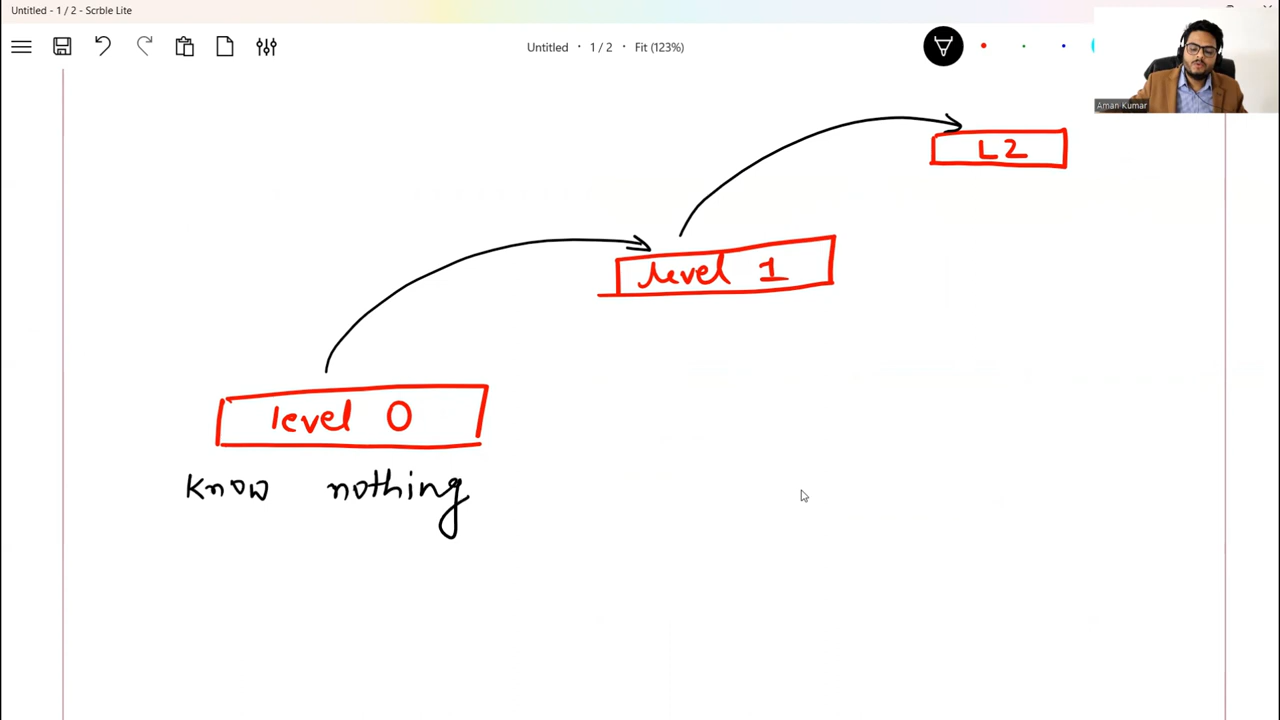 Untitled - 1 / 2 - Scrble Lite
Untitled • 1 / 2 • Fit (123%)
Aman Kumar
L2
level 1
level 0
know nothing